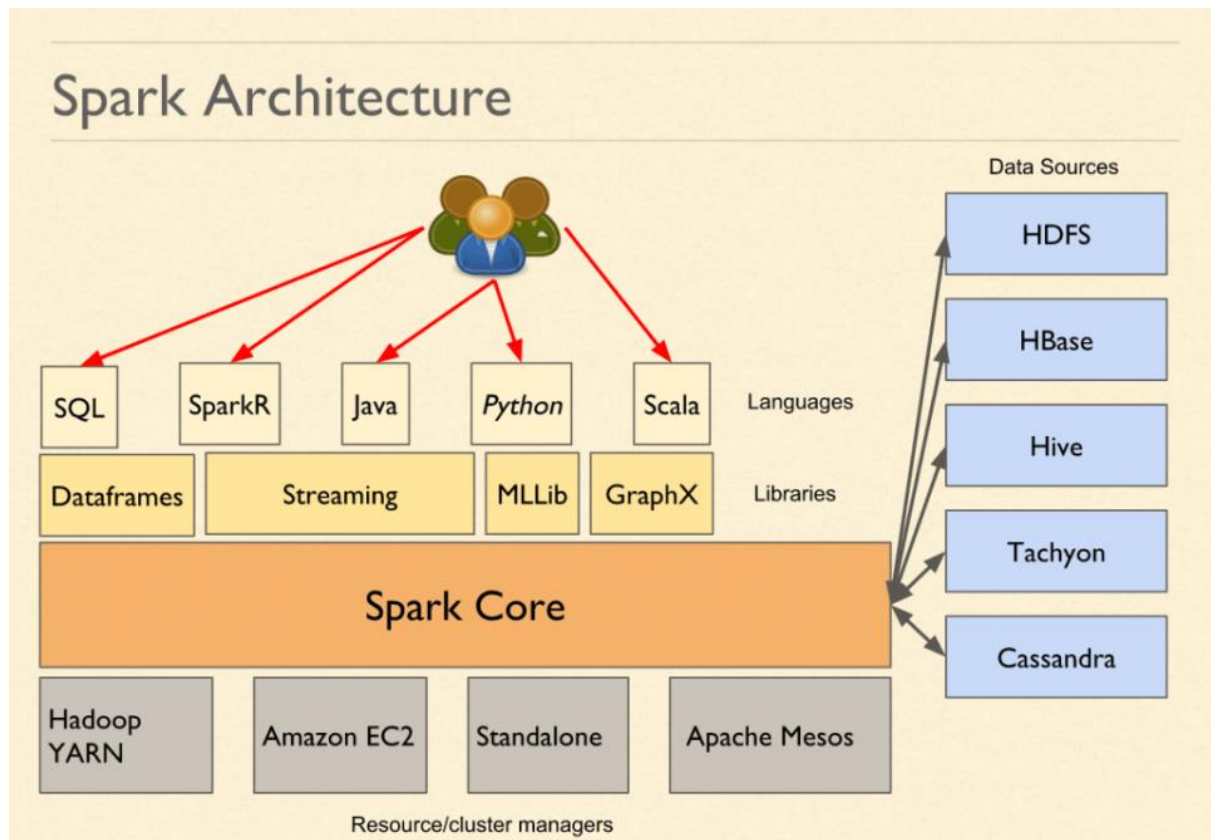 Spark Architecture
Data Sources
HDFS
HBase
Hive
Tachyon
Cassandra
SQL
SparkR
Java
Python
Scala
Languages
Dataframes
Streaming
MLLib
GraphX
Libraries
Spark Core
Hadoop
YARN
Amazon EC2
Standalone
Apache Mesos
Resource/cluster managers